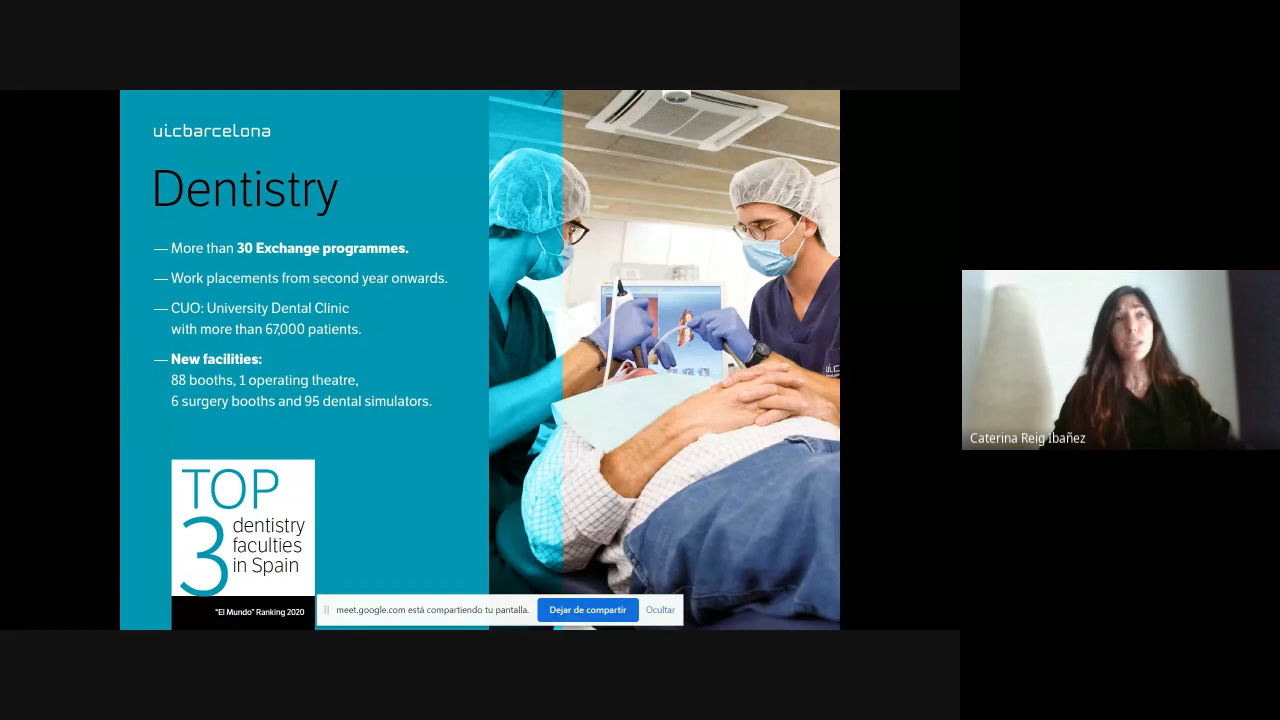 uicbarcelona
Dentistry
— More than 30 Exchange programmes.
— Work placements from second year onwards.
— CUO: University Dental Clinic
with more than 67,000 patients.
— New facilities:
88 booths, 1 operating theatre,
6 surgery booths and 95 dental simulators.
TOP
3
dentistry
faculties
in Spain
"El Mundo" Ranking 2020
meet.google.com está compartiendo tu pantalla.
Dejar de compartir
Ocultar
Caterina Reig Ibañez